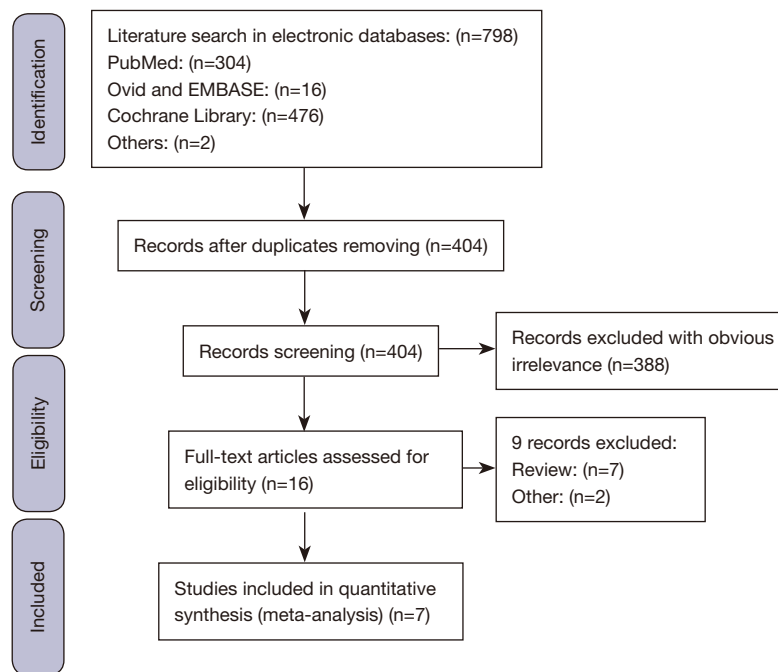 Identification
Literature search in electronic databases: (n=798)
PubMed: (n=304)
Ovid and EMBASE: (n=16)
Cochrane Library: (n=476)
Others: (n=2)
Screening
Records after duplicates removing (n=404)
Records screening (n=404)
Records excluded with obvious
irrelevance (n=388)
Eligibility
Full-text articles assessed for
eligibility (n=16)
9 records excluded:
Review: (n=7)
Other: (n=2)
Included
Studies included in quantitative
synthesis (meta-analysis) (n=7)